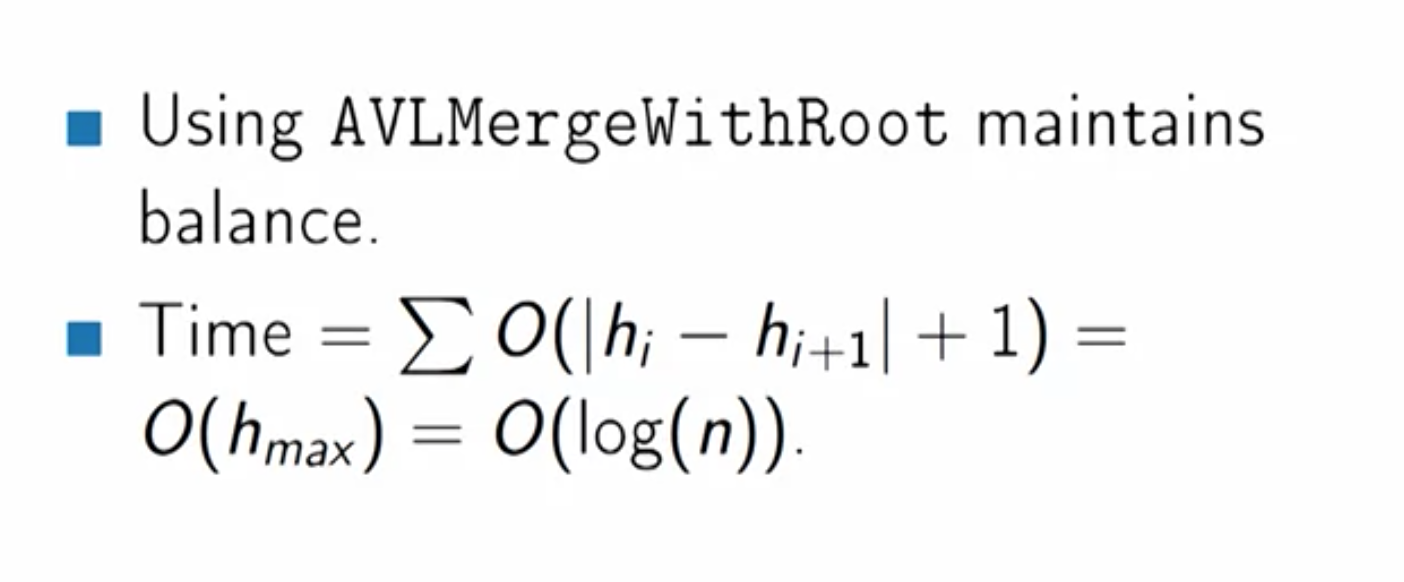 Using AVLMergeWithRoot maintains
balance.
Time = ∑ O(|hᵢ − hᵢ₊₁| + 1) =
O(hₘₐₓ) = O(log(n)).